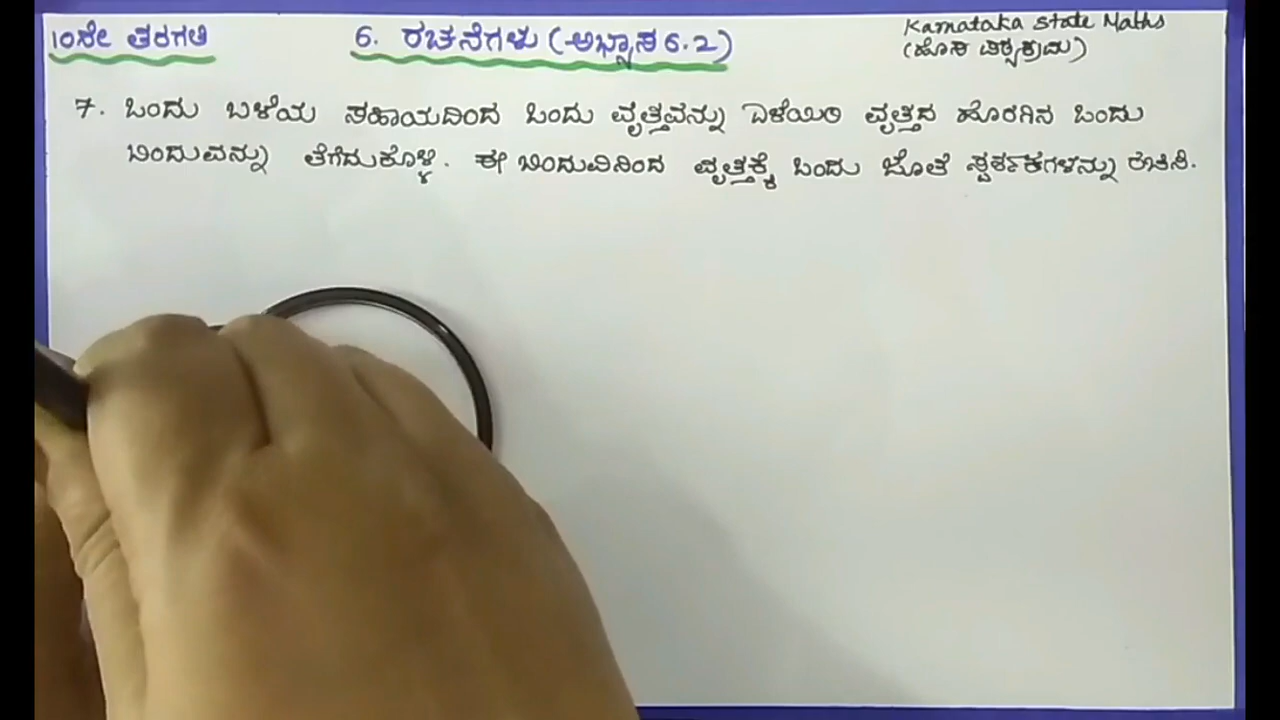 10ನೇ ತರಗತಿ
6. ರಚನೆಗಳು (ಅಭ್ಯಾಸ 6.2)
Karnataka State Maths
(ಹೊಸ ಪಠ್ಯಕ್ರಮ)
7. ಒಂದು ಬಳೆಯ ಸಹಾಯದಿಂದ ಒಂದು ವೃತ್ತವನ್ನು ಎಳೆಯಿರಿ ವೃತ್ತದ ಹೊರಗಿನ ಒಂದು
ಬಿಂದುವನ್ನು ತೆಗೆದುಕೊಳ್ಳಿ. ಈ ಬಿಂದುವಿನಿಂದ ವೃತ್ತಕ್ಕೆ ಒಂದು ಜೊತೆ ಸ್ಪರ್ಶಕಗಳನ್ನು ರಚಿಸಿ.